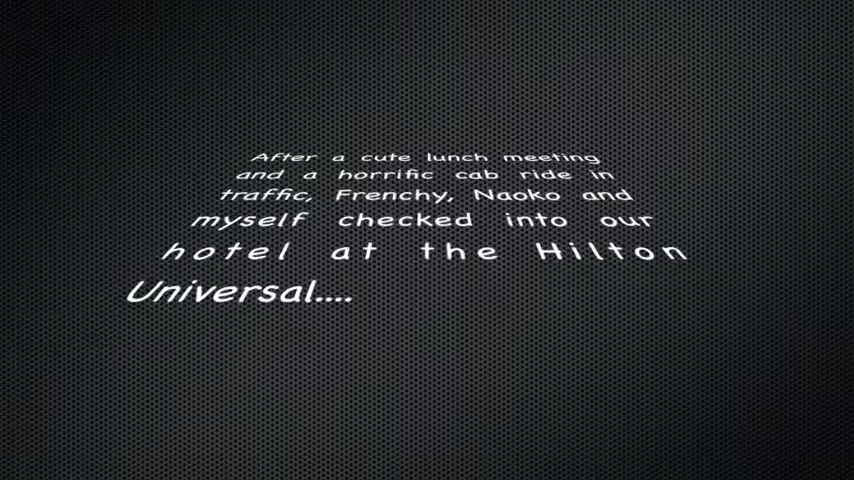 After a cute lunch meeting
and a horrific cab ride in
traffic, Frenchy, Naoko and
myself checked into our
hotel at the Hilton
Universal....